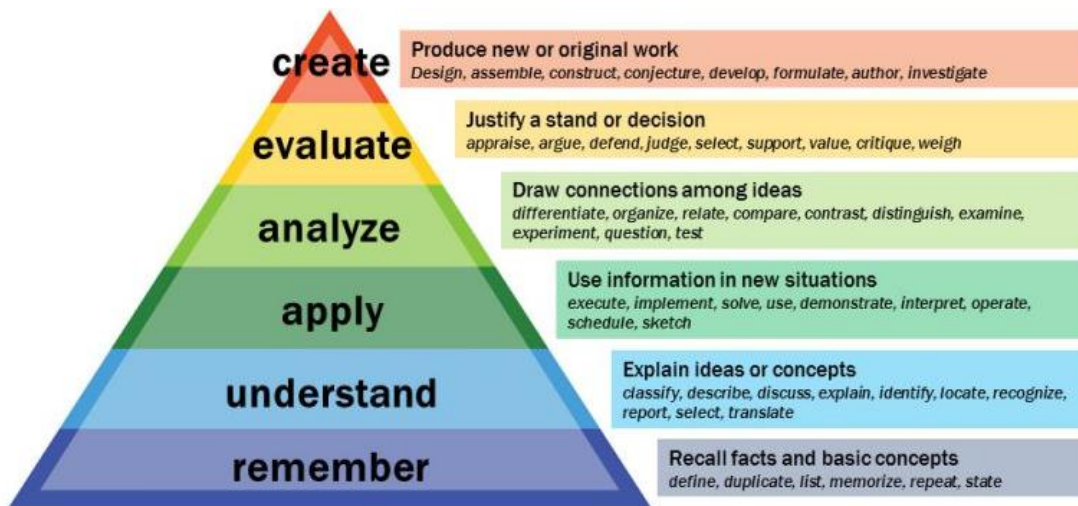 create
Produce new or original work
Design, assemble, construct, conjecture, develop, formulate, author, investigate
evaluate
Justify a stand or decision
appraise, argue, defend, judge, select, support, value, critique, weigh
analyze
Draw connections among ideas
differentiate, organize, relate, compare, contrast, distinguish, examine,
experiment, question, test
apply
Use information in new situations
execute, implement, solve, use, demonstrate, interpret, operate,
schedule, sketch
understand
Explain ideas or concepts
classify, describe, discuss, explain, identify, locate, recognize,
report, select, translate
remember
Recall facts and basic concepts
define, duplicate, list, memorize, repeat, state